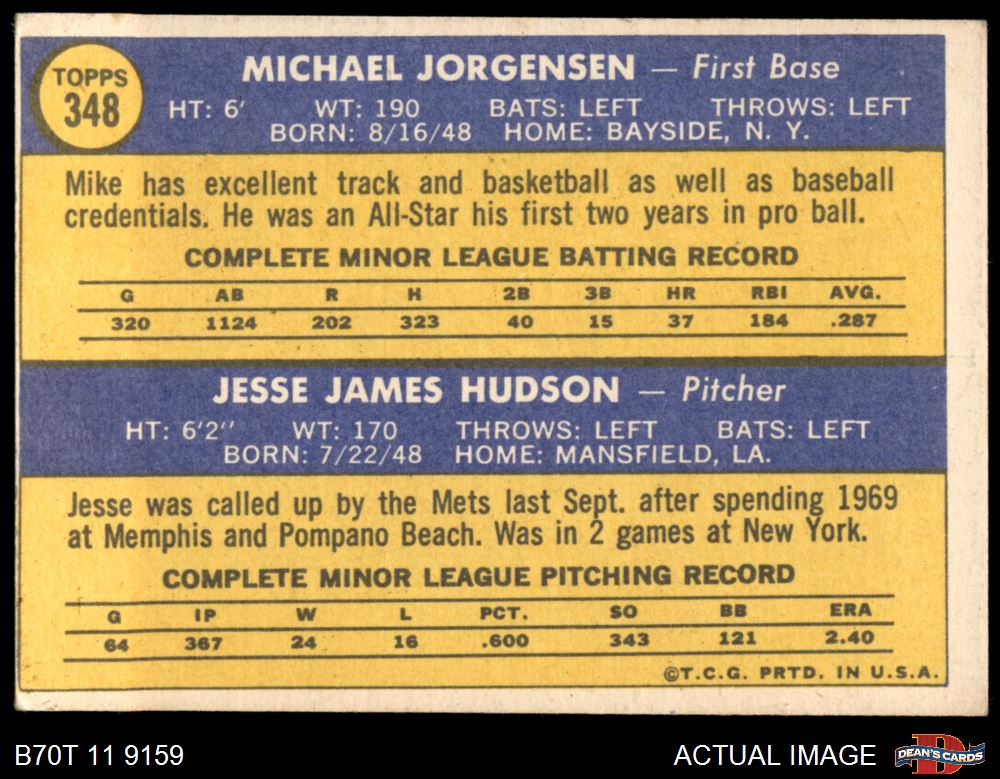 TOPPS
348
MICHAEL JORGENSEN — First Base
HT: 6' WT: 190 BATS: LEFT THROWS: LEFT
BORN: 8/16/48 HOME: BAYSIDE, N. Y.
Mike has excellent track and basketball as well as baseball
credentials. He was an All-Star his first two years in pro ball.
COMPLETE MINOR LEAGUE BATTING RECORD
G AB R H 2B 3B HR RBI AVG.
320 1124 202 323 40 15 37 184 .287
JESSE JAMES HUDSON — Pitcher
HT: 6'2'' WT: 170 THROWS: LEFT BATS: LEFT
BORN: 7/22/48 HOME: MANSFIELD, LA.
Jesse was called up by the Mets last Sept. after spending 1969
at Memphis and Pompano Beach. Was in 2 games at New York.
COMPLETE MINOR LEAGUE PITCHING RECORD
G IP W L PCT. SO BB ERA
64 367 24 16 .600 343 121 2.40
©T.C.G. PRTD. IN U.S.A.
B70T 11 9159 ACTUAL IMAGE DEAN'S CARDS